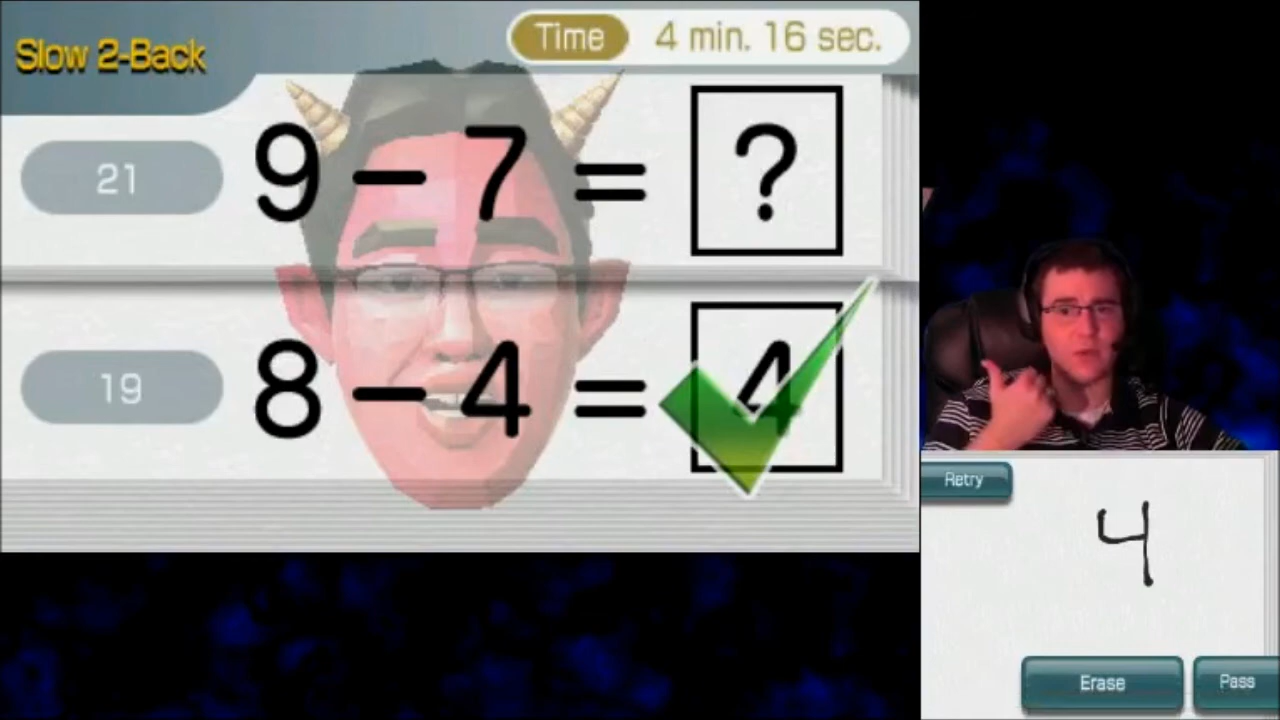 Slow 2-Back
Time 4 min. 16 sec.
21 9 − 7 = ?
19 8 − 4 = 4
Retry
4
Erase Pass